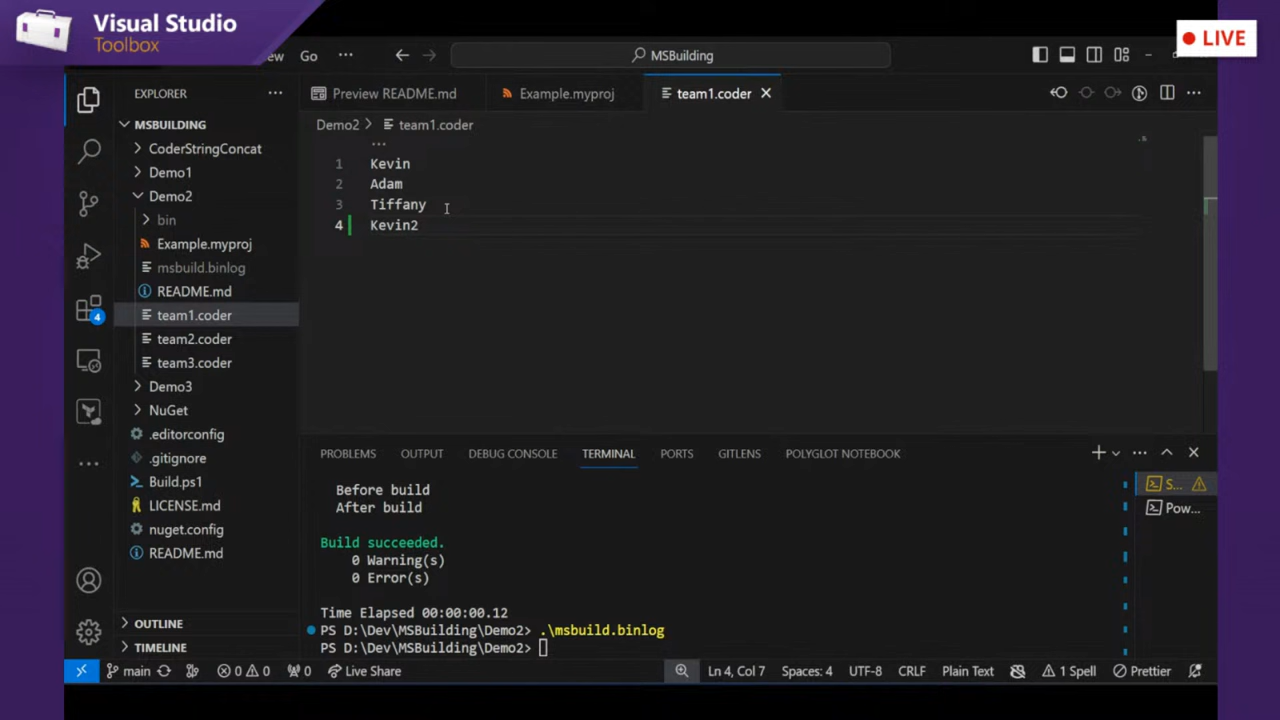 Visual Studio
Toolbox
LIVE
Go
MSBuilding
EXPLORER
Preview README.md
Example.myproj
team1.coder
MSBUILDING
CoderStringConcat
Demo1
Demo2
bin
Example.myproj
msbuild.binlog
README.md
team1.coder
team2.coder
team3.coder
Demo3
NuGet
.editorconfig
.gitignore
Build.ps1
LICENSE.md
nuget.config
README.md
OUTLINE
TIMELINE
4
Demo2 > team1.coder
1 Kevin
2 Adam
3 Tiffany
4 Kevin2
PROBLEMS OUTPUT DEBUG CONSOLE TERMINAL PORTS GITLENS POLYGLOT NOTEBOOK
Before build
After build
Build succeeded.
0 Warning(s)
0 Error(s)
Time Elapsed 00:00:00.12
PS D:\Dev\MSBuilding\Demo2> .\msbuild.binlog
PS D:\Dev\MSBuilding\Demo2>
S...
Pow...
main 0 0 0 Live Share Ln 4, Col 7 Spaces: 4 UTF-8 CRLF Plain Text 1 Spell Prettier